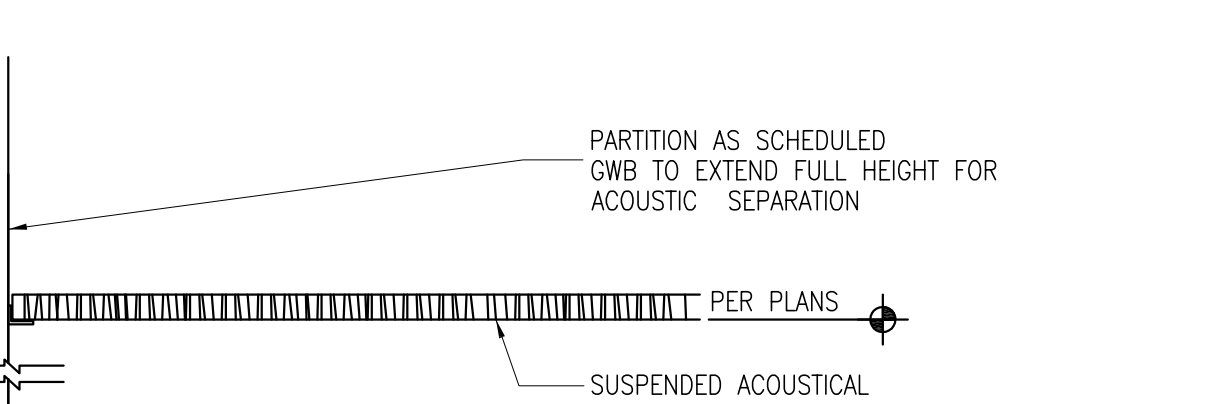 PARTITION AS SCHEDULED
GWB TO EXTEND FULL HEIGHT FOR
ACOUSTIC SEPARATION
PER PLANS
SUSPENDED ACOUSTICAL